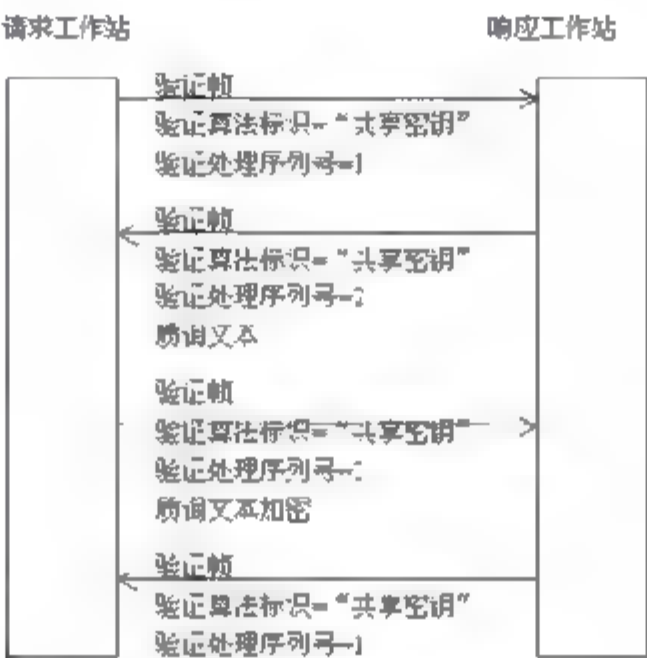 请求工作站
响应工作站
验证帧
验证算法标识=“共享密钥”
验证处理序列号=1
验证帧
验证算法标识=“共享密钥”
验证处理序列号=2
质询文本
验证帧
验证算法标识=“共享密钥”
验证处理序列号=
质询文本加密
验证帧
验证算法标识=“共享密钥”
验证处理序列号=